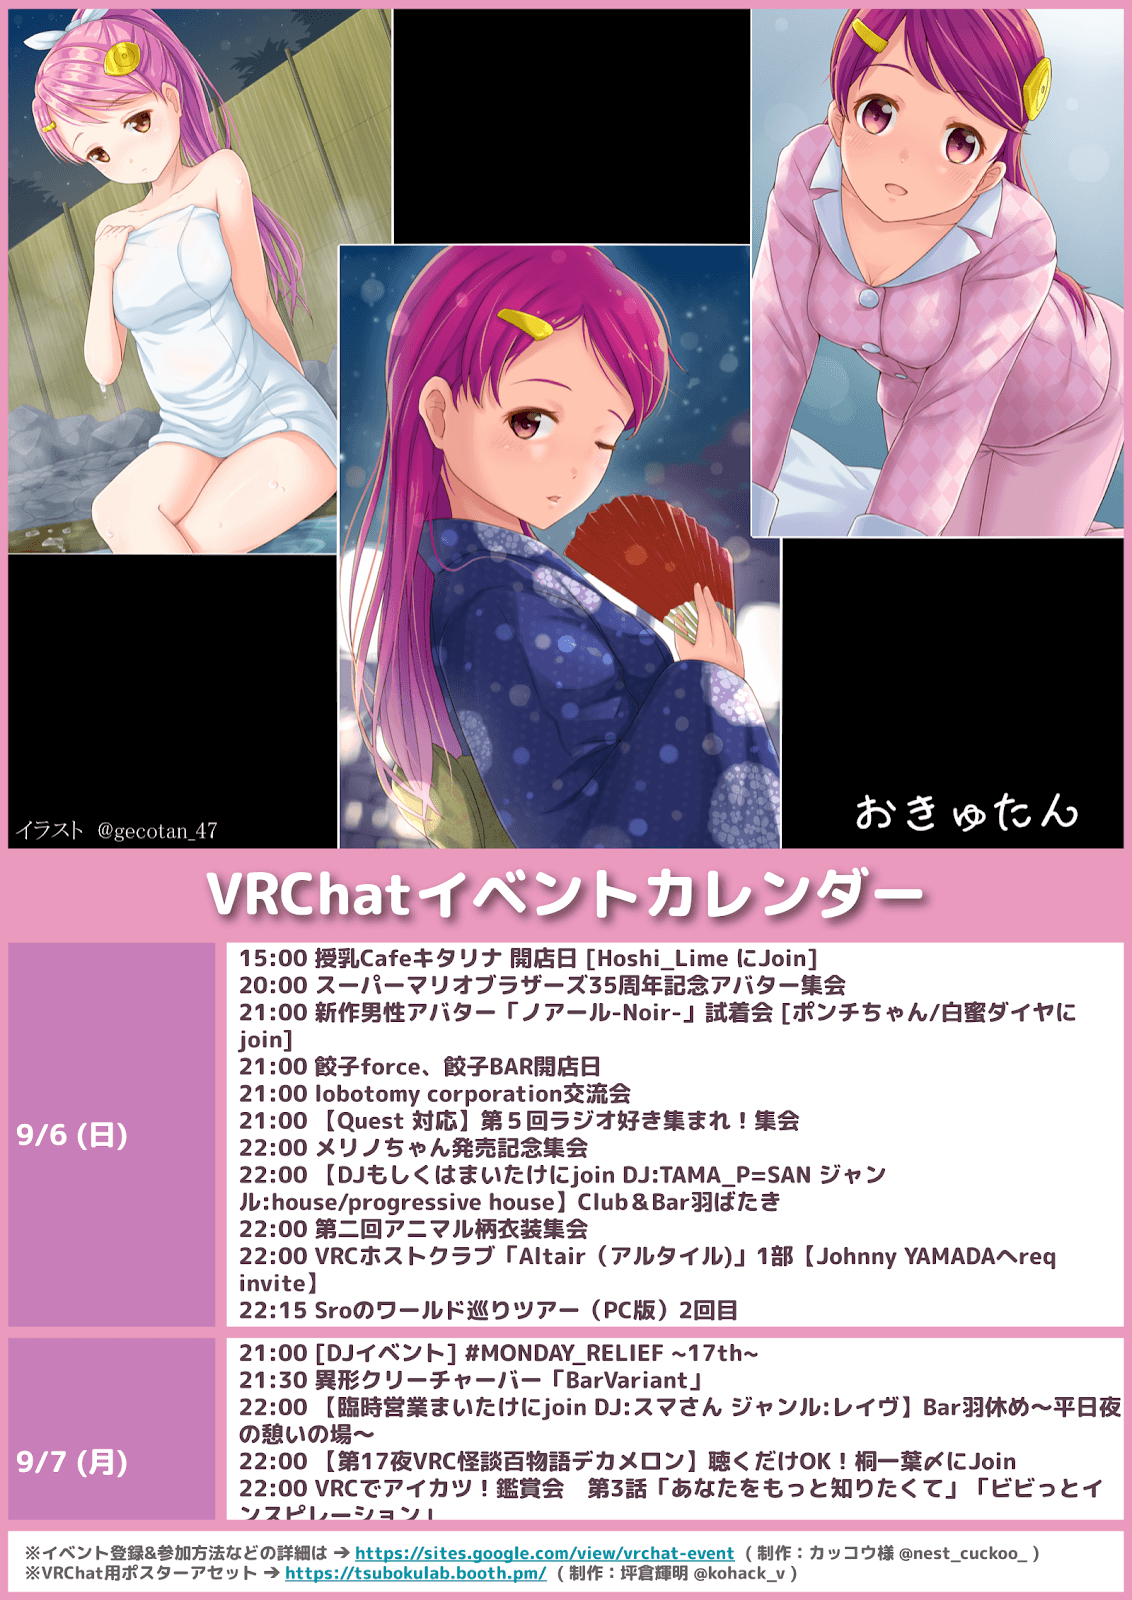 イラスト @gecotan_47
おきゅたん
VRChatイベントカレンダー
9/6 (日)
15:00 授乳Cafeキタリナ 開店日 [Hoshi_Lime にJoin]
20:00 スーパーマリオブラザーズ35周年記念アバター集会
21:00 新作男性アバター「ノアール-Noir-」試着会 [ポンチちゃん/白蜜ダイヤに
join]
21:00 餃子force、餃子BAR開店日
21:00 lobotomy corporation交流会
21:00 【Quest 対応】第５回ラジオ好き集まれ！集会
22:00 メリノちゃん発売記念集会
22:00 【DJもしくはまいたけにjoin DJ:TAMA_P=SAN ジャン
ル:house/progressive house】Club＆Bar羽ばたき
22:00 第二回アニマル柄衣装集会
22:00 VRCホストクラブ「Altair（アルタイル)」1部【Johnny YAMADAへreq
invite】
22:15 Sroのワールド巡りツアー（PC版）2回目
9/7 (月)
21:00 [DJイベント] #MONDAY_RELIEF ~17th~
21:30 異形クリーチャーバー「BarVariant」
22:00 【臨時営業まいたけにjoin DJ:スマさん ジャンル:レイヴ】Bar羽休め～平日夜
の憩いの場～
22:00 【第17夜VRC怪談百物語デカメロン】聴くだけOK！桐一葉〆にJoin
22:00 VRCでアイカツ！鑑賞会　第3話「あなたをもっと知りたくて」「ビビっとイ
ンスピレーション」
※イベント登録&参加方法などの詳細は → https://sites.google.com/view/vrchat-event ( 制作：カッコウ様 @nest_cuckoo_ )
※VRChat用ポスターアセット → https://tsubokulab.booth.pm/ ( 制作：坪倉輝明 @kohack_v )